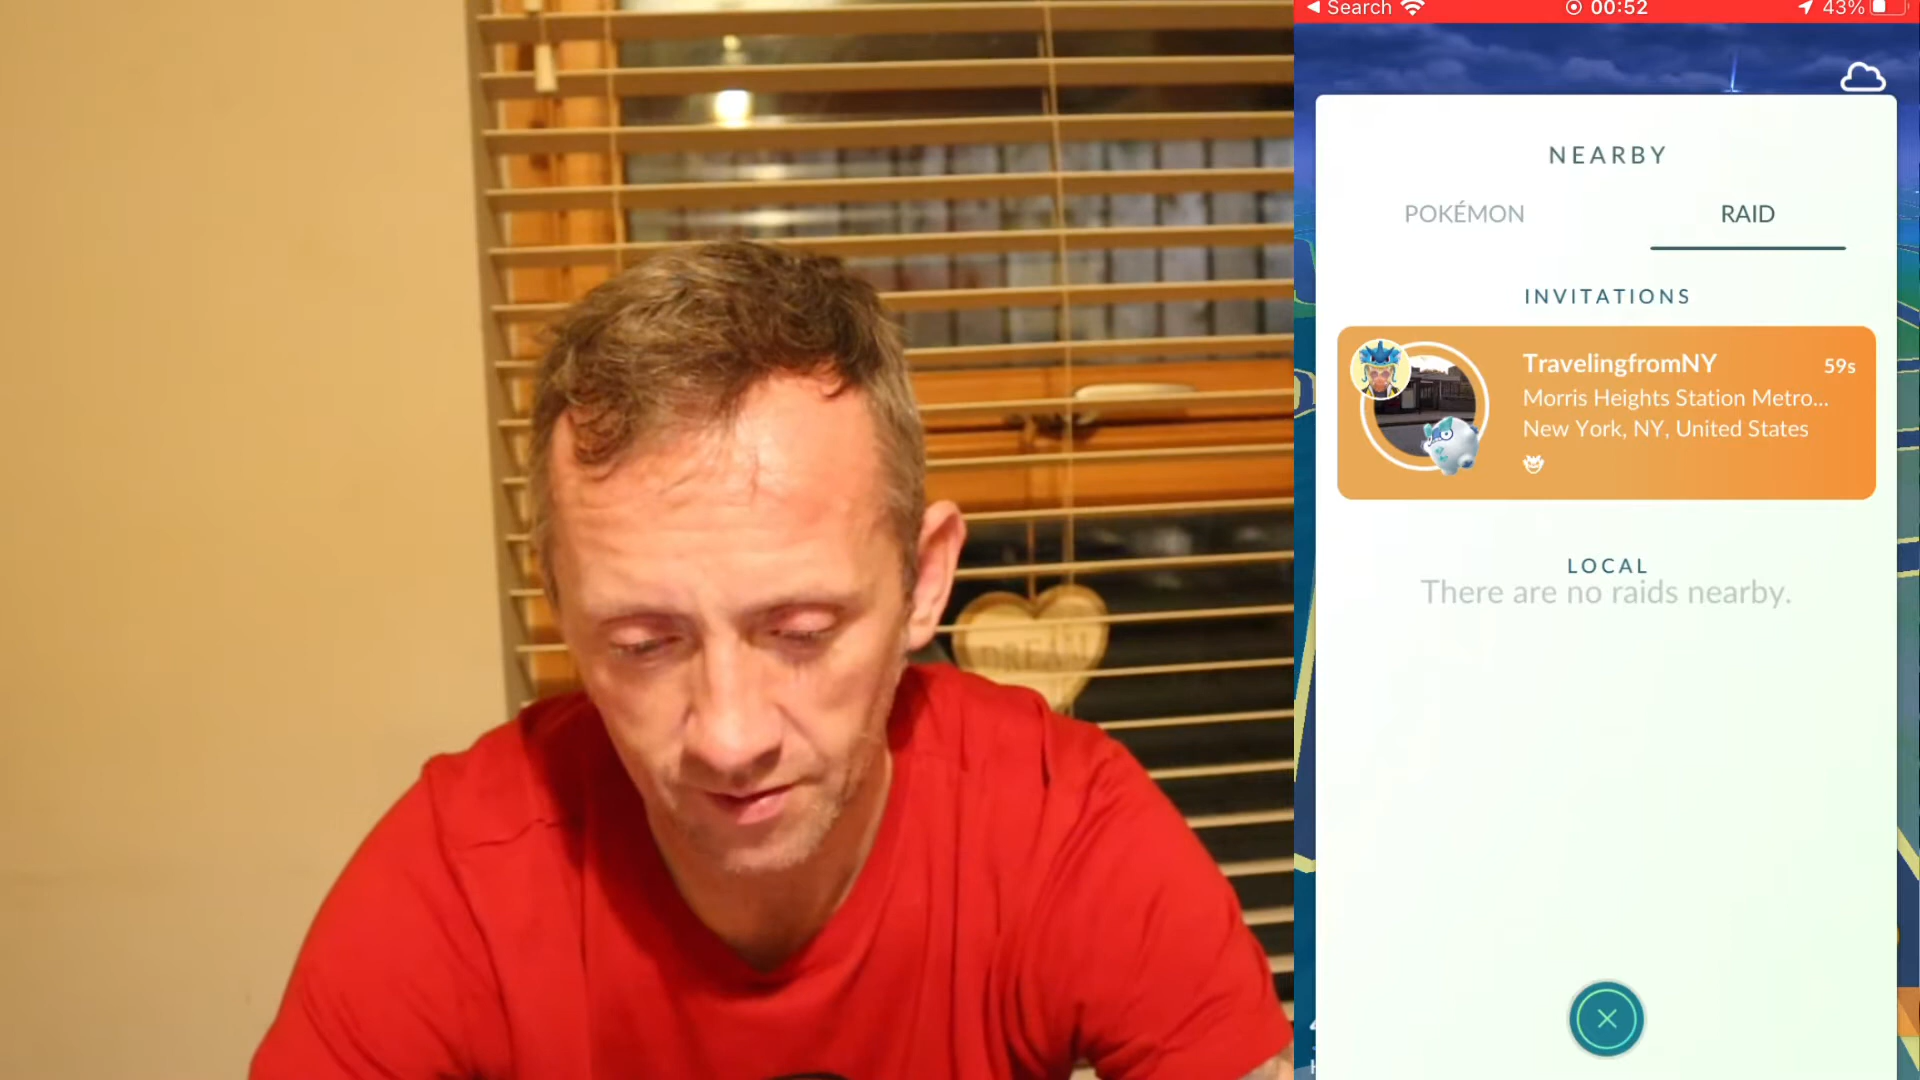 DREAM
Search 00:52 43%
NEARBY
POKÉMON RAID
INVITATIONS
TravelingfromNY 59s
Morris Heights Station Metro...
New York, NY, United States
LOCAL
There are no raids nearby.